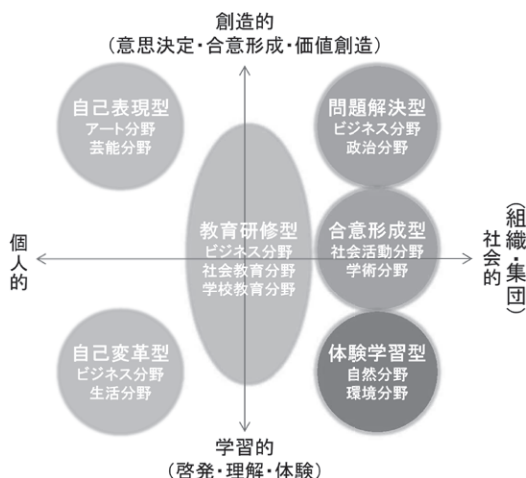 創造的
(意思決定・合意形成・価値創造)
自己表現型
アート分野
芸能分野
問題解決型
ビジネス分野
政治分野
教育研修型
ビジネス分野
社会教育分野
学校教育分野
合意形成型
社会活動分野
学術分野
個人的
社会的
(組織・集団)
自己変革型
ビジネス分野
生活分野
体験学習型
自然分野
環境分野
学習的
(啓発・理解・体験)